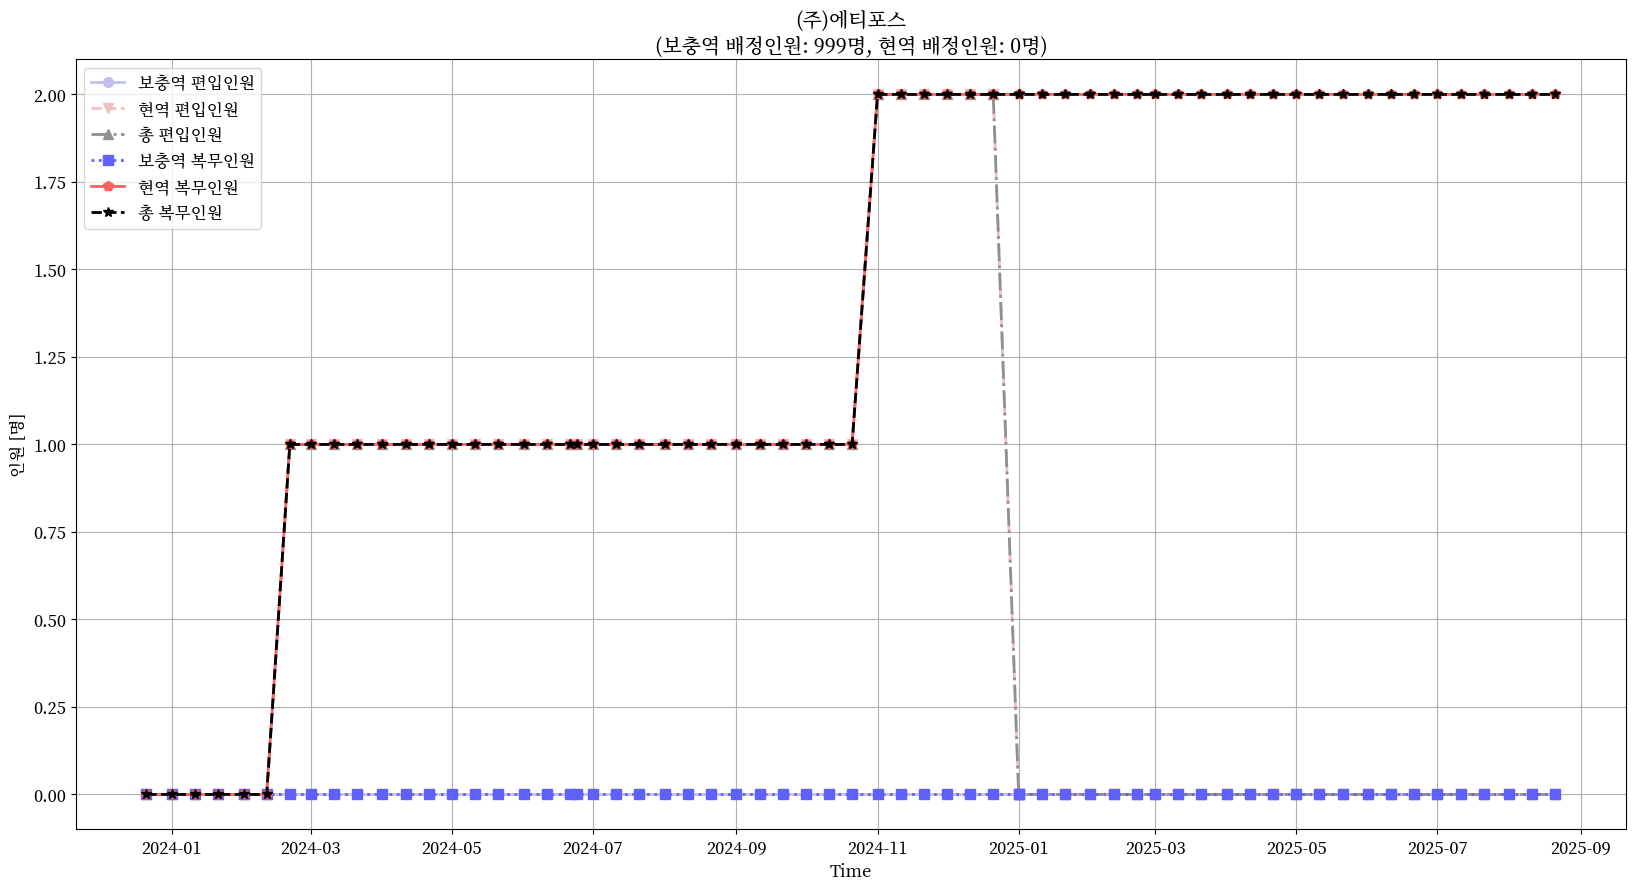 (주)에티포스
(보충역 배정인원: 999명, 현역 배정인원: 0명)
보충역 편입인원
현역 편입인원
총 편입인원
보충역 복무인원
현역 복무인원
총 복무인원
인원 [명]
2.00
1.75
1.50
1.25
1.00
0.75
0.50
0.25
0.00
2024-01
2024-03
2024-05
2024-07
2024-09
2024-11
2025-01
2025-03
2025-05
2025-07
2025-09
Time